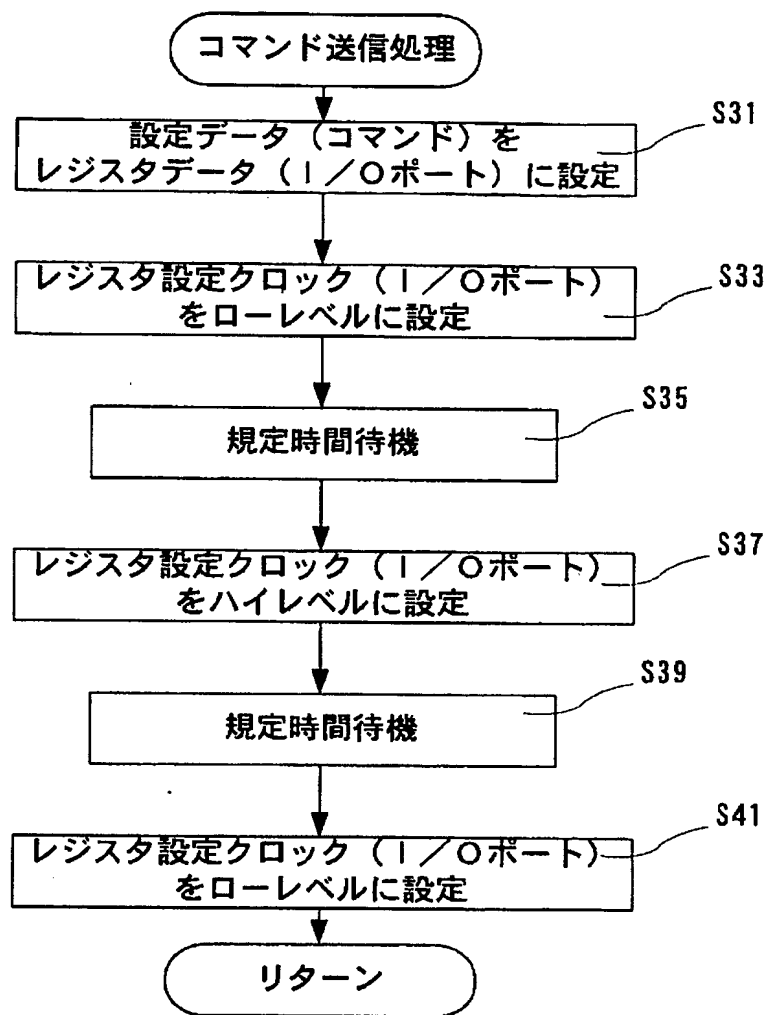 コマンド送信処理
S31
設定データ（コマンド）を
レジスタデータ（I／Oポート）に設定
S33
レジスタ設定クロック（I／Oポート）
をローレベルに設定
S35
規定時間待機
S37
レジスタ設定クロック（I／Oポート）
をハイレベルに設定
S39
規定時間待機
S41
レジスタ設定クロック（I／Oポート）
をローレベルに設定
リターン